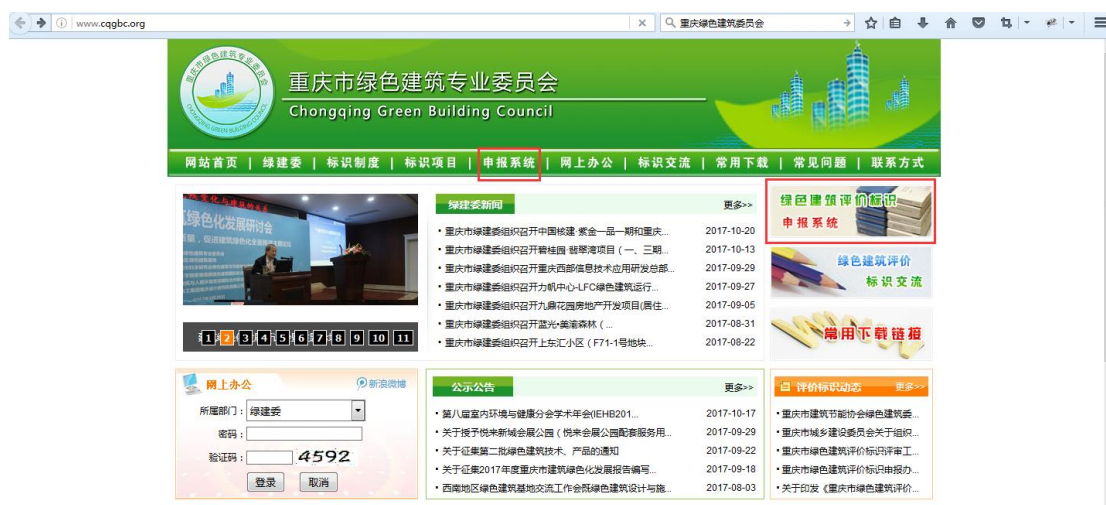 www.cqgbc.org
重庆绿色建筑委员会
重庆市绿色建筑专业委员会
Chongqing Green Building Council
网站首页 | 绿建委 | 标识制度 | 标识项目 | 申报系统 | 网上办公 | 标识交流 | 常用下载 | 常见问题 | 联系方式
绿色化发展研讨会
1 2 3 4 5 6 7 8 9 10 11
绿建委新闻 更多>>
·重庆市绿建委组织召开中国核建·紫金一品一期和重庆... 2017-10-20
·重庆市绿建委组织召开碧桂园·翡翠湾项目(一、三期... 2017-10-13
·重庆市绿建委组织召开重庆西部信息技术应用研发总部... 2017-09-29
·重庆市绿建委组织召开力帆中心-LFC绿色建筑运行... 2017-09-27
·重庆市绿建委组织召开九鼎花园房地产开发项目(居住... 2017-09-05
·重庆市绿建委组织召开蓝光·美渝森林(... 2017-08-31
·重庆市绿建委组织召开上东汇小区(F71-1号地块... 2017-08-22
绿色建筑评价标识
申报系统
绿色建筑评价
标识交流
常用下载链接
网上办公 新浪微博
所属部门: 绿建委
密码:
验证码: 4592
登录 取消
公示公告 更多>>
·第八届室内环境与健康分会学术年会(IEHB201... 2017-10-17
·关于授予悦来新城会展公园(悦来会展公园配套服务用... 2017-09-29
·关于征集第二批绿色建筑技术、产品的通知 2017-09-22
·关于征集2017年度重庆市建筑绿色化发展报告编写... 2017-09-18
·西南地区绿色建筑基地交流工作会既绿色建筑设计与施... 2017-08-03
评价标识动态 更多>>
·重庆市建筑节能协会绿色建筑委...
·重庆市城乡建设委员会关于组织...
·重庆市绿色建筑评价标识评审工...
·重庆市绿色建筑评价标识申报办...
·关于印发《重庆市绿色建筑评价...